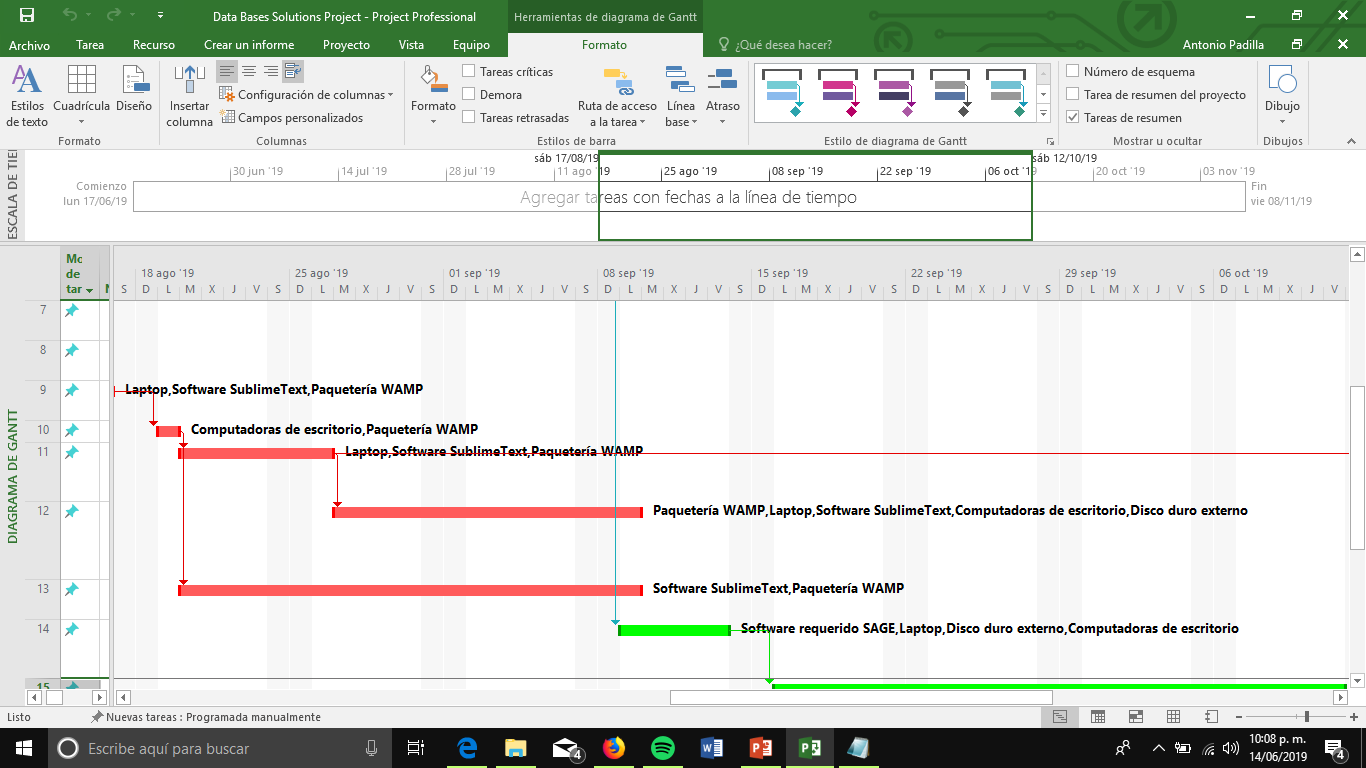 Data Bases Solutions Project - Project Professional
Herramientas de diagrama de Gantt
Archivo Tarea Recurso Crear un informe Proyecto Vista Equipo Formato ¿Qué desea hacer? Antonio Padilla
Estilos de texto
Cuadrícula
Diseño
Formato
Insertar columna
Configuración de columnas
Campos personalizados
Columnas
Formato
Tareas críticas
Demora
Tareas retrasadas
Ruta de acceso a la tarea
Línea base
Atraso
Estilos de barra
Estilo de diagrama de Gantt
Número de esquema
Tarea de resumen del proyecto
Tareas de resumen
Mostrar u ocultar
Dibujo
Dibujos
ESCALA DE TIE
sáb 17/08/19 sáb 12/10/19
30 jun '19 14 jul '19 28 jul '19 11 ago '19 25 ago '19 08 sep '19 22 sep '19 06 oct '19 20 oct '19 03 nov '19
Comienzo
lun 17/06/19
Agregar tareas con fechas a la línea de tiempo
Fin
vie 08/11/19
DIAGRAMA DE GANTT
Mo
de
tar
18 ago '19 25 ago '19 01 sep '19 08 sep '19 15 sep '19 22 sep '19 29 sep '19 06 oct '19
S D L M X J V S D L M X J V S D L M X J V S D L M X J V S D L M X J V S D L M X J V S D L M X J V S D L M X J V
7
8
9 Laptop,Software SublimeText,Paquetería WAMP
10 Computadoras de escritorio,Paquetería WAMP
11 Laptop,Software SublimeText,Paquetería WAMP
12 Paquetería WAMP,Laptop,Software SublimeText,Computadoras de escritorio,Disco duro externo
13 Software SublimeText,Paquetería WAMP
14 Software requerido SAGE,Laptop,Disco duro externo,Computadoras de escritorio
15
Listo Nuevas tareas : Programada manualmente
Escribe aquí para buscar
4
10:08 p. m.
14/06/2019
4